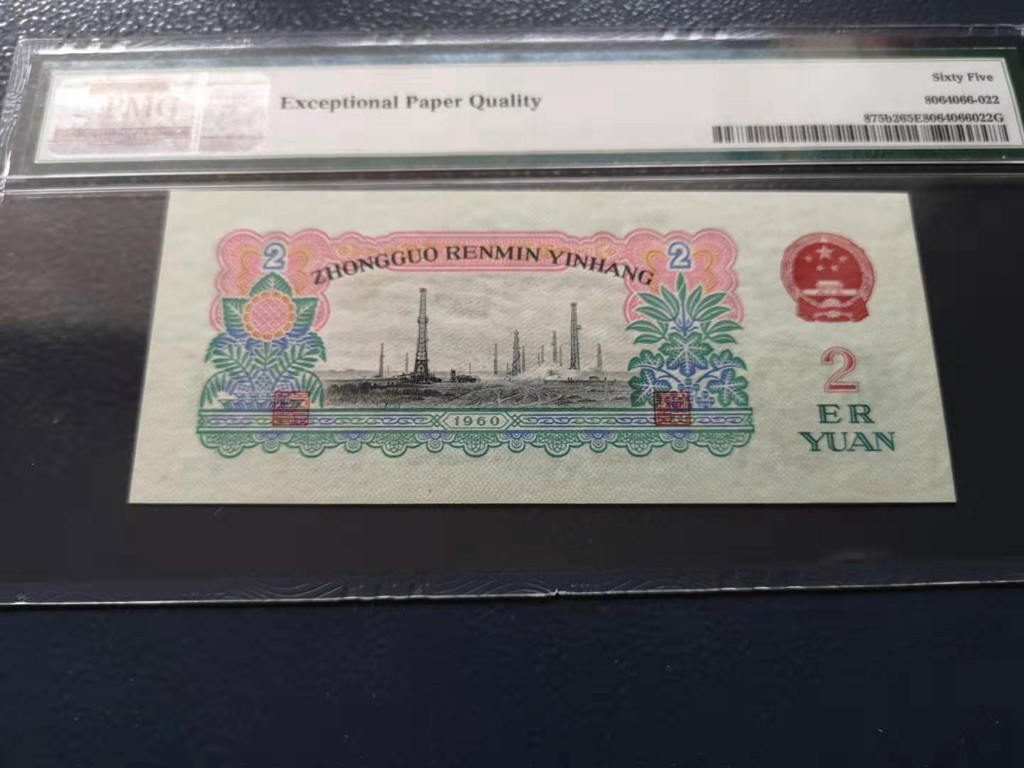 PMG
Exceptional Paper Quality
Sixty Five
8064066-022
875b265E8064066022G
2
2
ZHONGGUO RENMIN YINHANG
1960
2
ER
YUAN